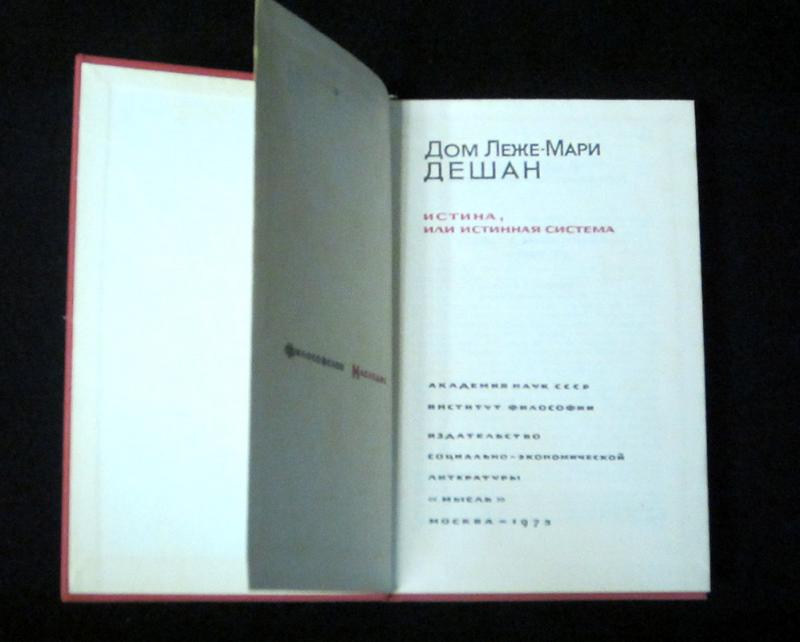 Философское Наследие
Дом Леже-Мари
ДЕШАН
ИСТИНА,
ИЛИ ИСТИННАЯ СИСТЕМА
АКАДЕМИЯ НАУК СССР
ИНСТИТУТ ФИЛОСОФИИ
ИЗДАТЕЛЬСТВО
СОЦИАЛЬНО-ЭКОНОМИЧЕСКОЙ
ЛИТЕРАТУРЫ
«МЫСЛЬ»
МОСКВА-1973